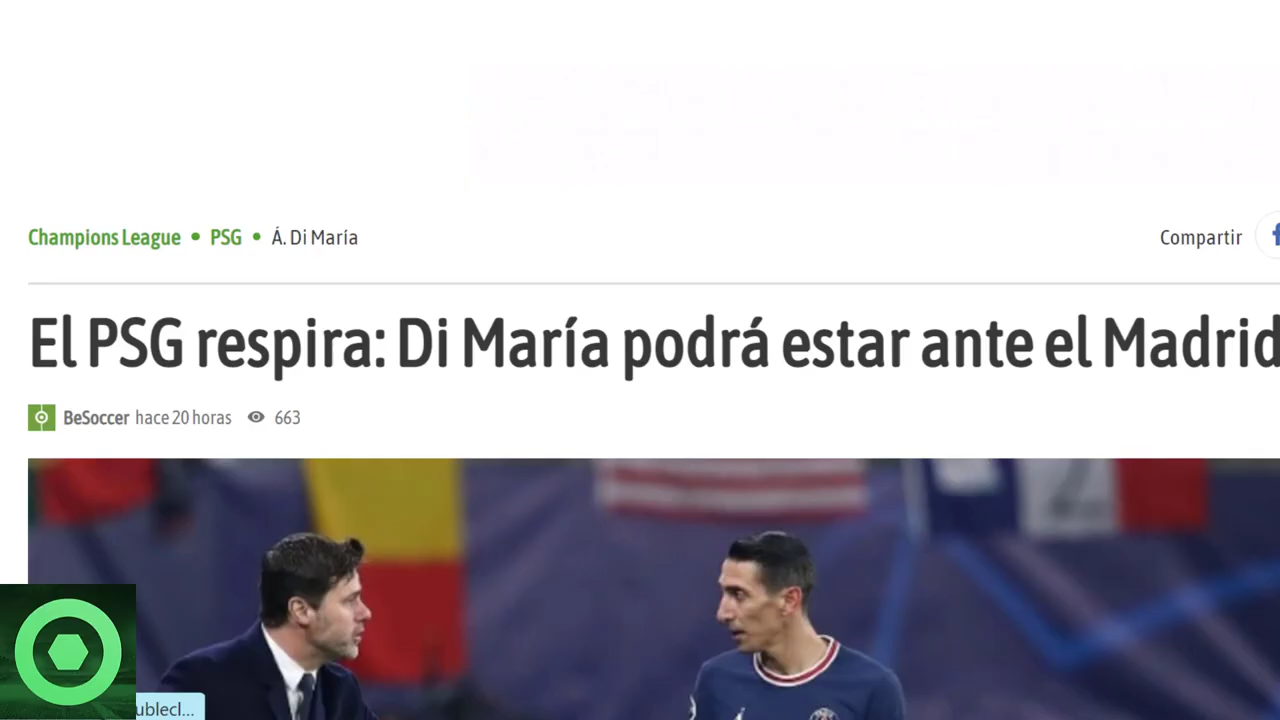 Champions League • PSG • Á. Di María
Compartir
El PSG respira: Di María podrá estar ante el Madrid
BeSoccer hace 20 horas 663
ublecl...